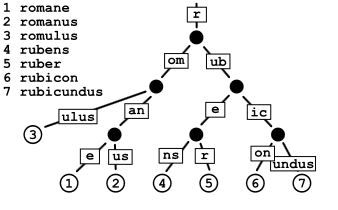 1 romane
2 romanus
3 romulus
4 rubens
5 ruber
6 rubicon
7 rubicundus
r
om ub
ulus an e ic
3
e us ns r on undus
1 2 4 5 6 7